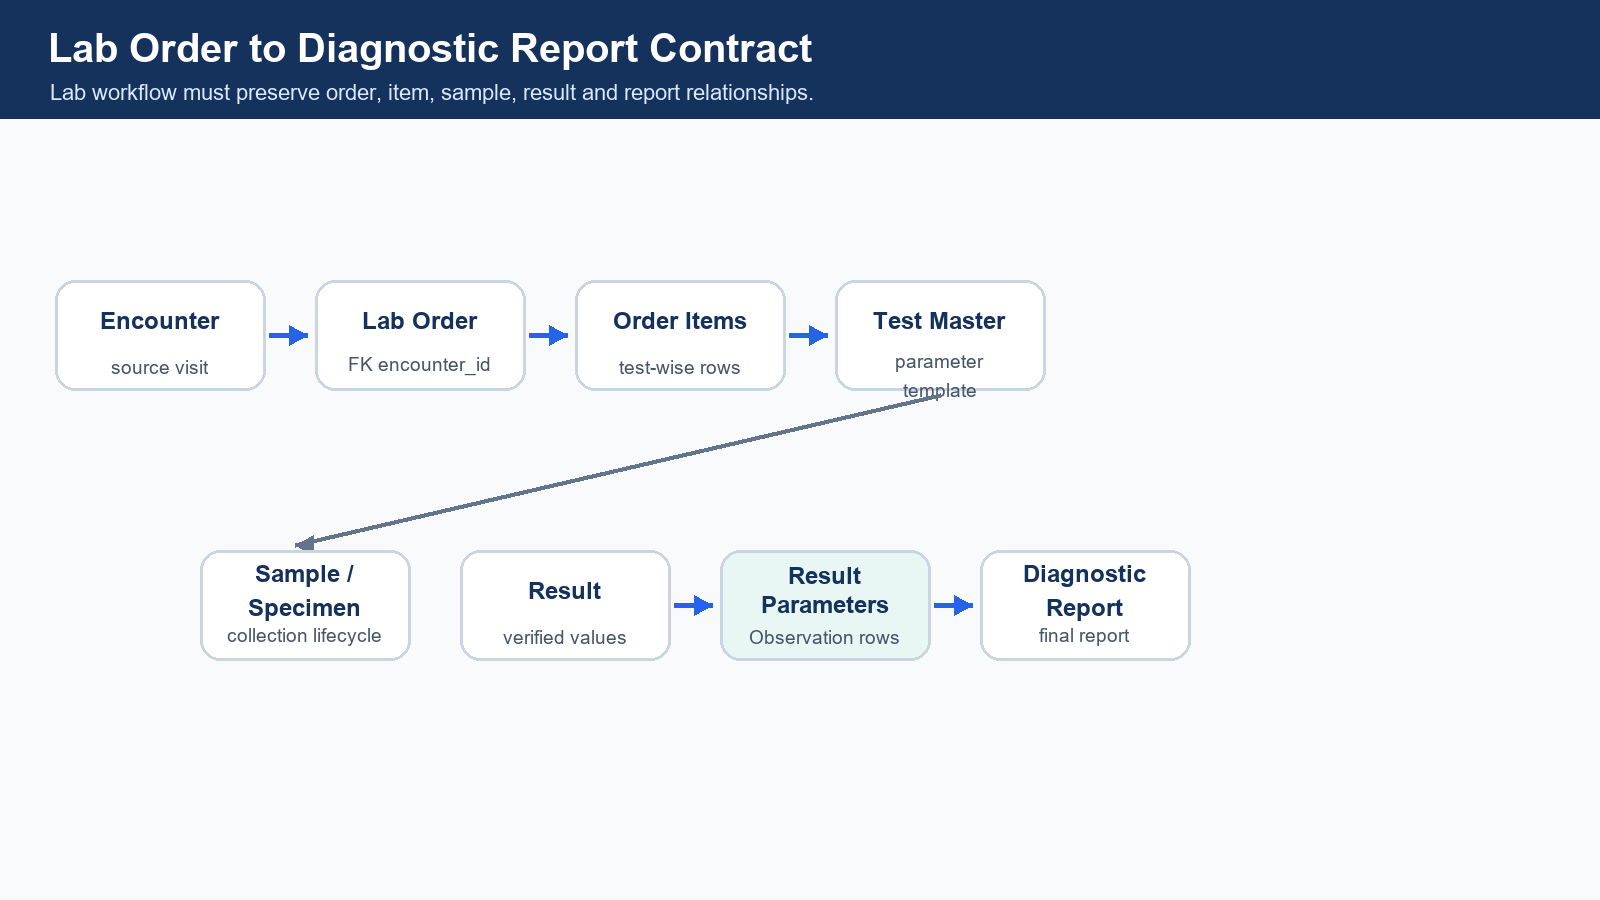 Lab Order to Diagnostic Report Contract
Lab workflow must preserve order, item, sample, result and report relationships.
Encounter
source visit
Lab Order
FK encounter_id
Order Items
test-wise rows
Test Master
parameter
template
Sample /
Specimen
collection lifecycle
Result
verified values
Result
Parameters
Observation rows
Diagnostic
Report
final report